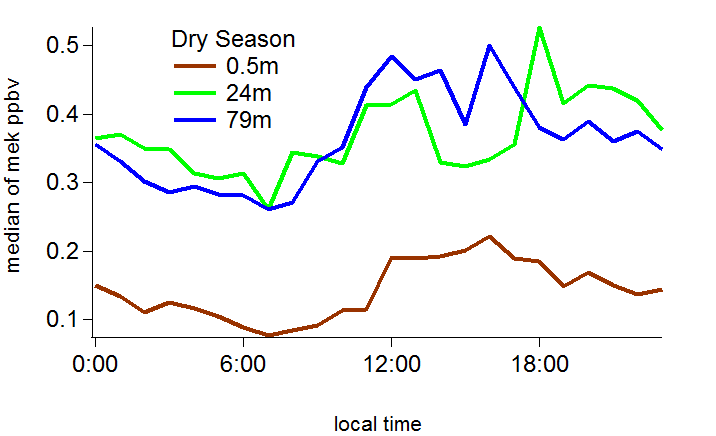 Dry Season
0.5m
24m
79m
0.5
0.4
0.3
0.2
0.1
median of mek ppbv
0:00 6:00 12:00 18:00
local time